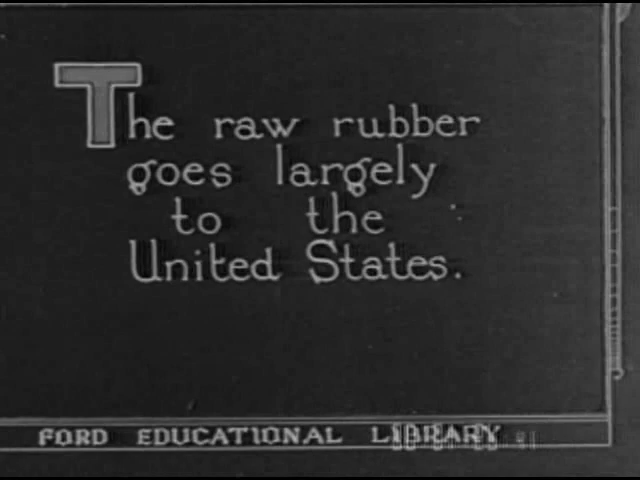 The raw rubber
goes largely
to the
United States.
FORD EDUCATIONAL LIBRARY